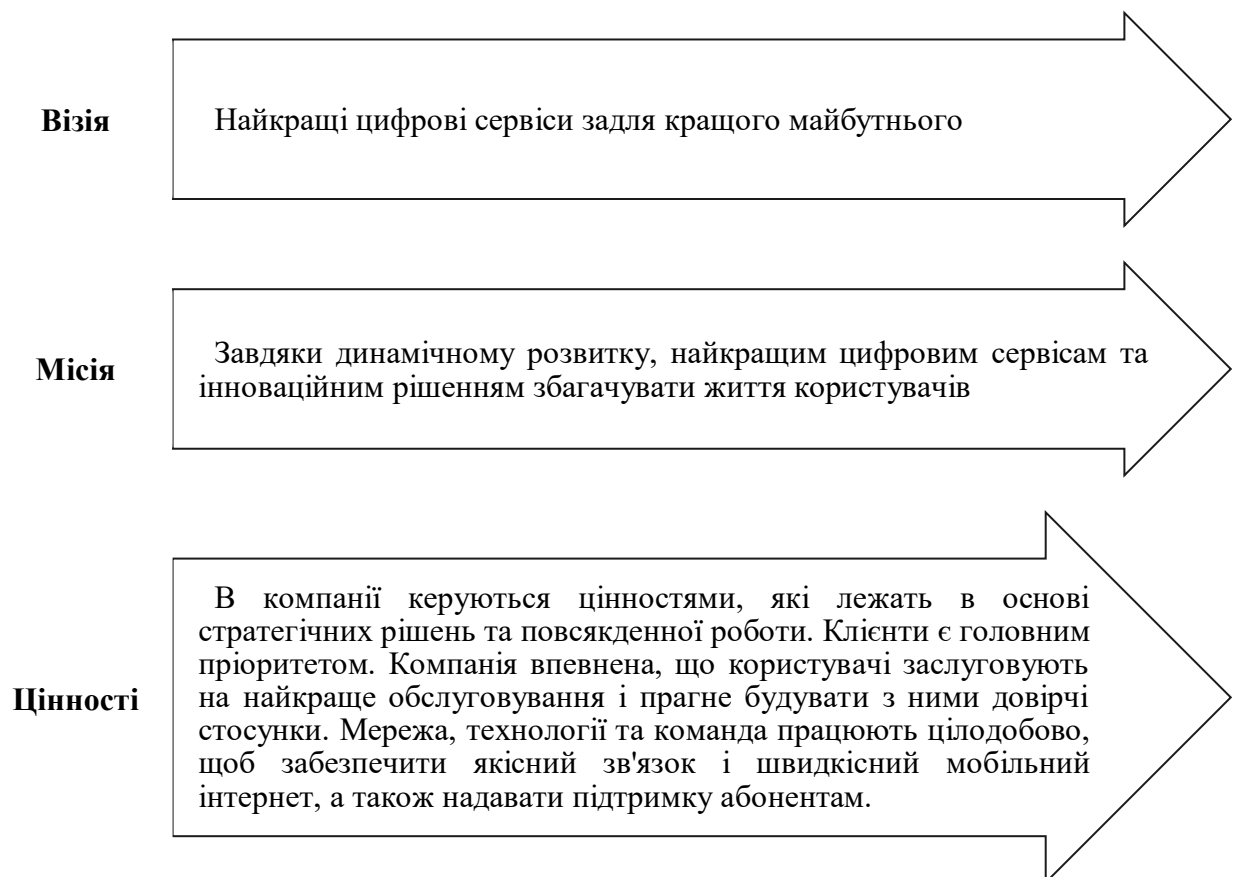 Візія
Найкращі цифрові сервіси задля кращого майбутнього
Місія
Завдяки динамічному розвитку, найкращим цифровим сервісам та
інноваційним рішенням збагачувати життя користувачів
Цінності
В компанії керуються цінностями, які лежать в основі
стратегічних рішень та повсякденної роботи. Клієнти є головним
пріоритетом. Компанія впевнена, що користувачі заслуговують
на найкраще обслуговування і прагне будувати з ними довірчі
стосунки. Мережа, технології та команда працюють цілодобово,
щоб забезпечити якісний зв'язок і швидкісний мобільний
інтернет, а також надавати підтримку абонентам.